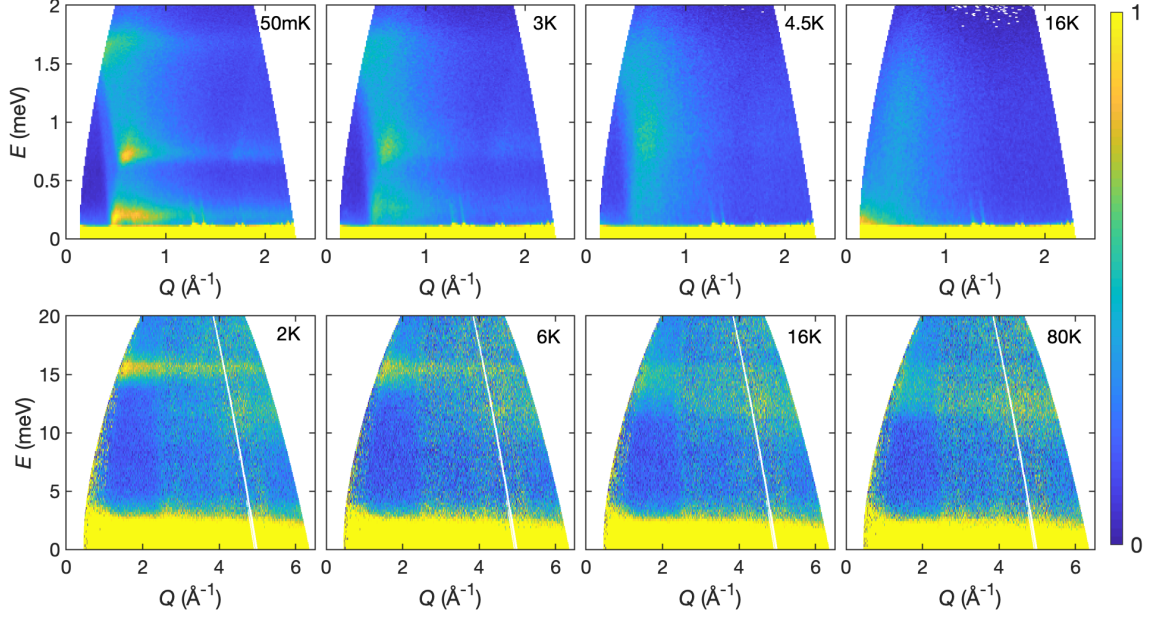 2
1.5
1
0.5
0
E (meV)
50mK
3K
4.5K
16K
1
0 1 2
0 1 2
0 1 2
0 1 2
Q (Å⁻¹)
Q (Å⁻¹)
Q (Å⁻¹)
Q (Å⁻¹)
20
15
10
5
0
E (meV)
2K
6K
16K
80K
0
0 2 4 6
0 2 4 6
0 2 4 6
0 2 4 6
Q (Å⁻¹)
Q (Å⁻¹)
Q (Å⁻¹)
Q (Å⁻¹)